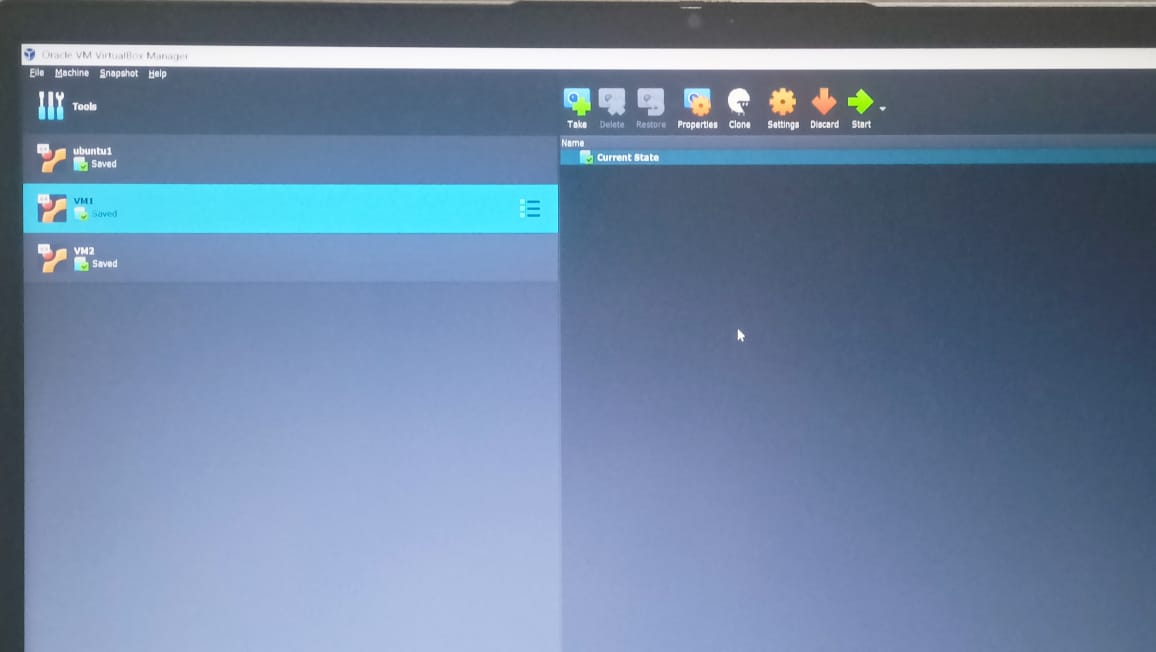 Oracle VM VirtualBox Manager
File Machine Snapshot Help
Tools
Take Delete Restore Properties Clone Settings Discard Start
Name
Current State
ubuntu1
Saved
VM1
Saved
VM2
Saved